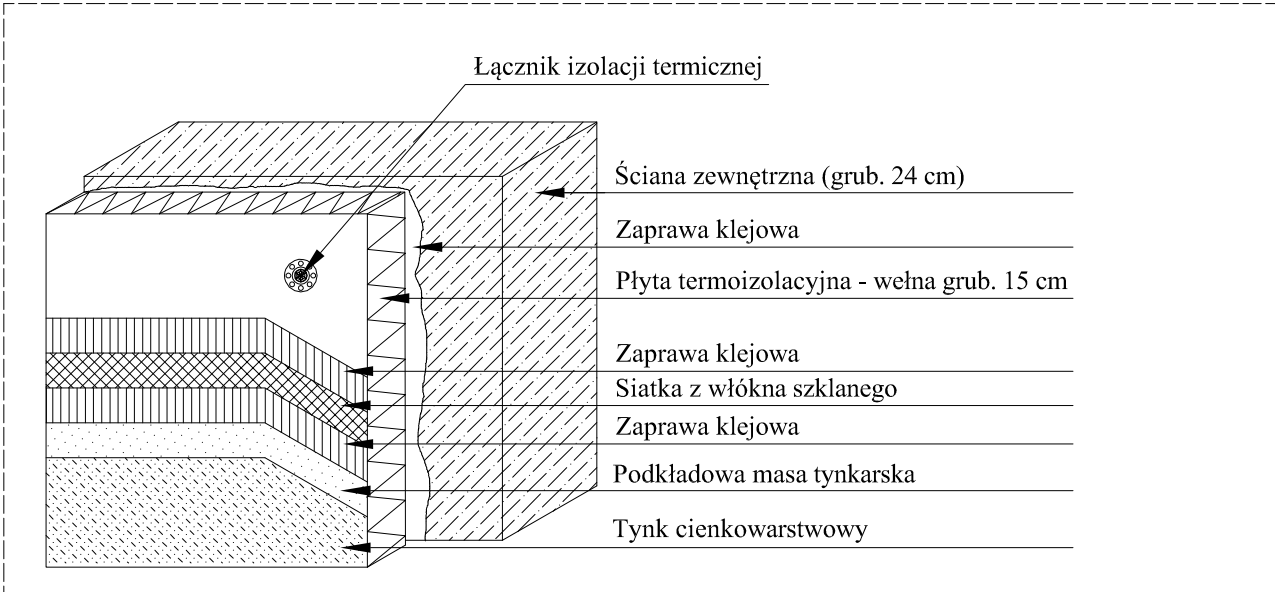 Łącznik izolacji termicznej
Ściana zewnętrzna (grub. 24 cm)
Zaprawa klejowa
Płyta termoizolacyjna - wełna grub. 15 cm
Zaprawa klejowa
Siatka z włókna szklanego
Zaprawa klejowa
Podkładowa masa tynkarska
Tynk cienkowarstwowy